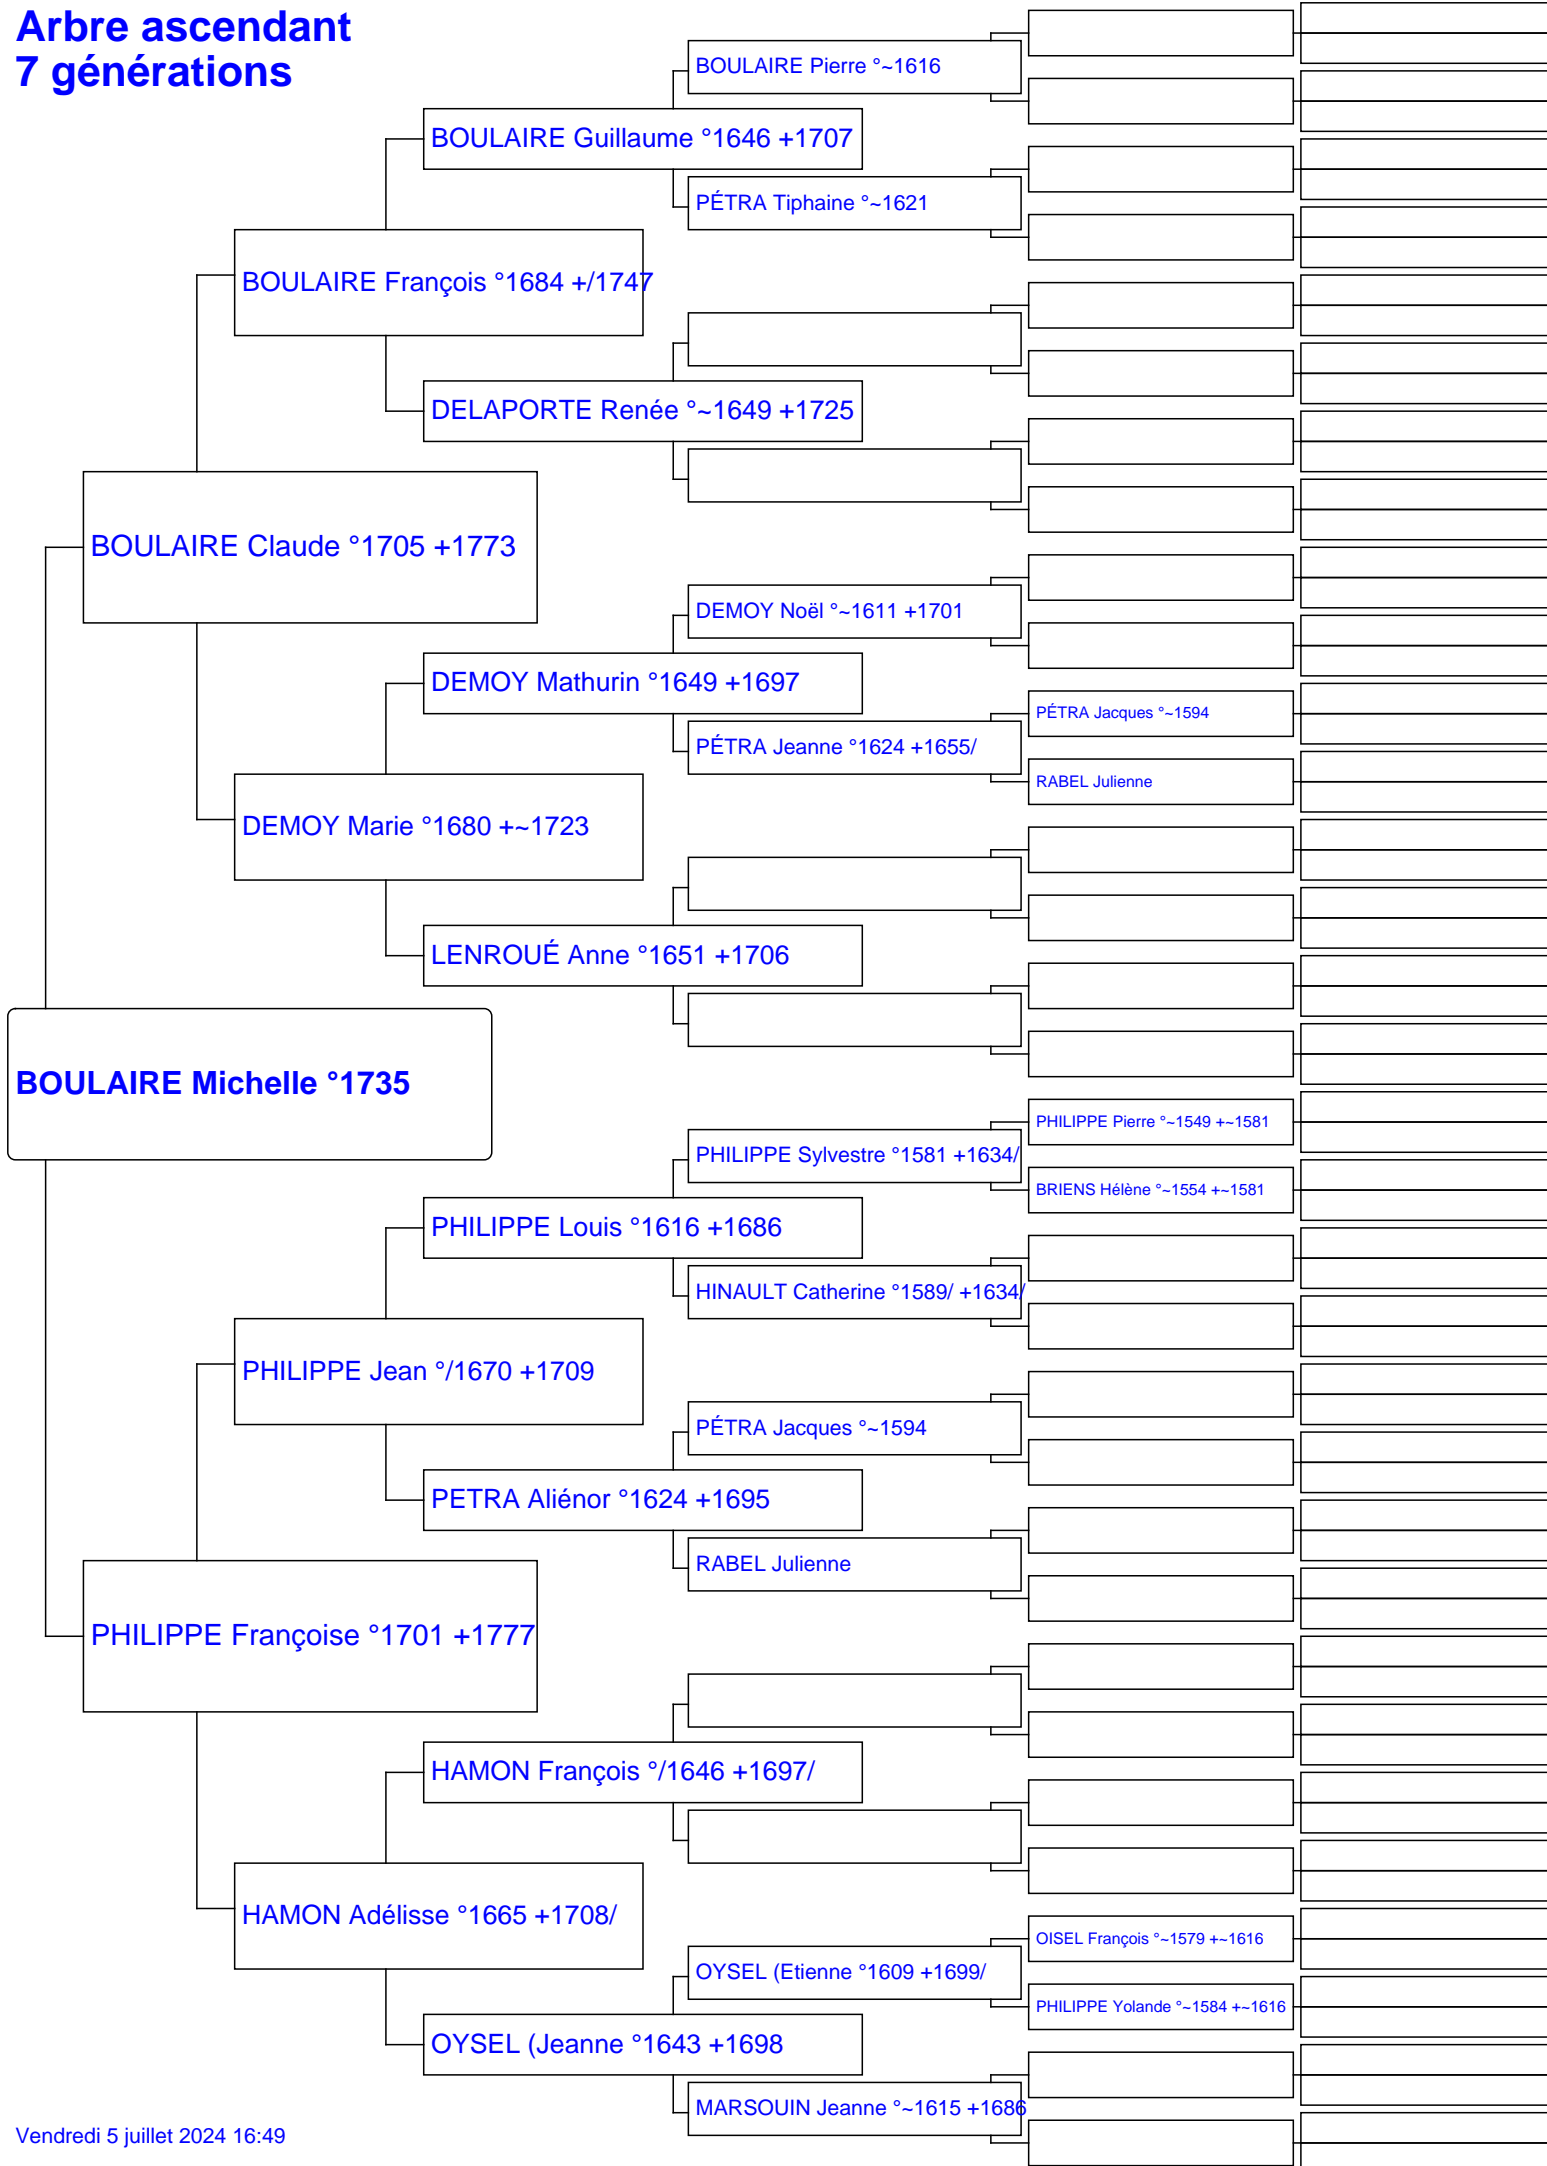 Arbre ascendant
7 générations
BOULAIRE Pierre °~1616
BOULAIRE Guillaume °1646 +1707
PÉTRA Tiphaine °~1621
BOULAIRE François °1684 +/1747
DELAPORTE Renée °~1649 +1725
BOULAIRE Claude °1705 +1773
DEMOY Noël °~1611 +1701
DEMOY Mathurin °1649 +1697
PÉTRA Jacques °~1594
PÉTRA Jeanne °1624 +1655/
RABEL Julienne
DEMOY Marie °1680 +~1723
LENROUÉ Anne °1651 +1706
BOULAIRE Michelle °1735
PHILIPPE Pierre °~1549 +~1581
PHILIPPE Sylvestre °1581 +1634/
BRIENS Hélène °~1554 +~1581
PHILIPPE Louis °1616 +1686
HINAULT Catherine °1589/ +1634/
PHILIPPE Jean °/1670 +1709
PÉTRA Jacques °~1594
PETRA Aliénor °1624 +1695
RABEL Julienne
PHILIPPE Françoise °1701 +1777
HAMON François °/1646 +1697/
HAMON Adélisse °1665 +1708/
OISEL François °~1579 +~1616
OYSEL (Etienne °1609 +1699/
PHILIPPE Yolande °~1584 +~1616
OYSEL (Jeanne °1643 +1698
MARSOUIN Jeanne °~1615 +1686
Vendredi 5 juillet 2024 16:49